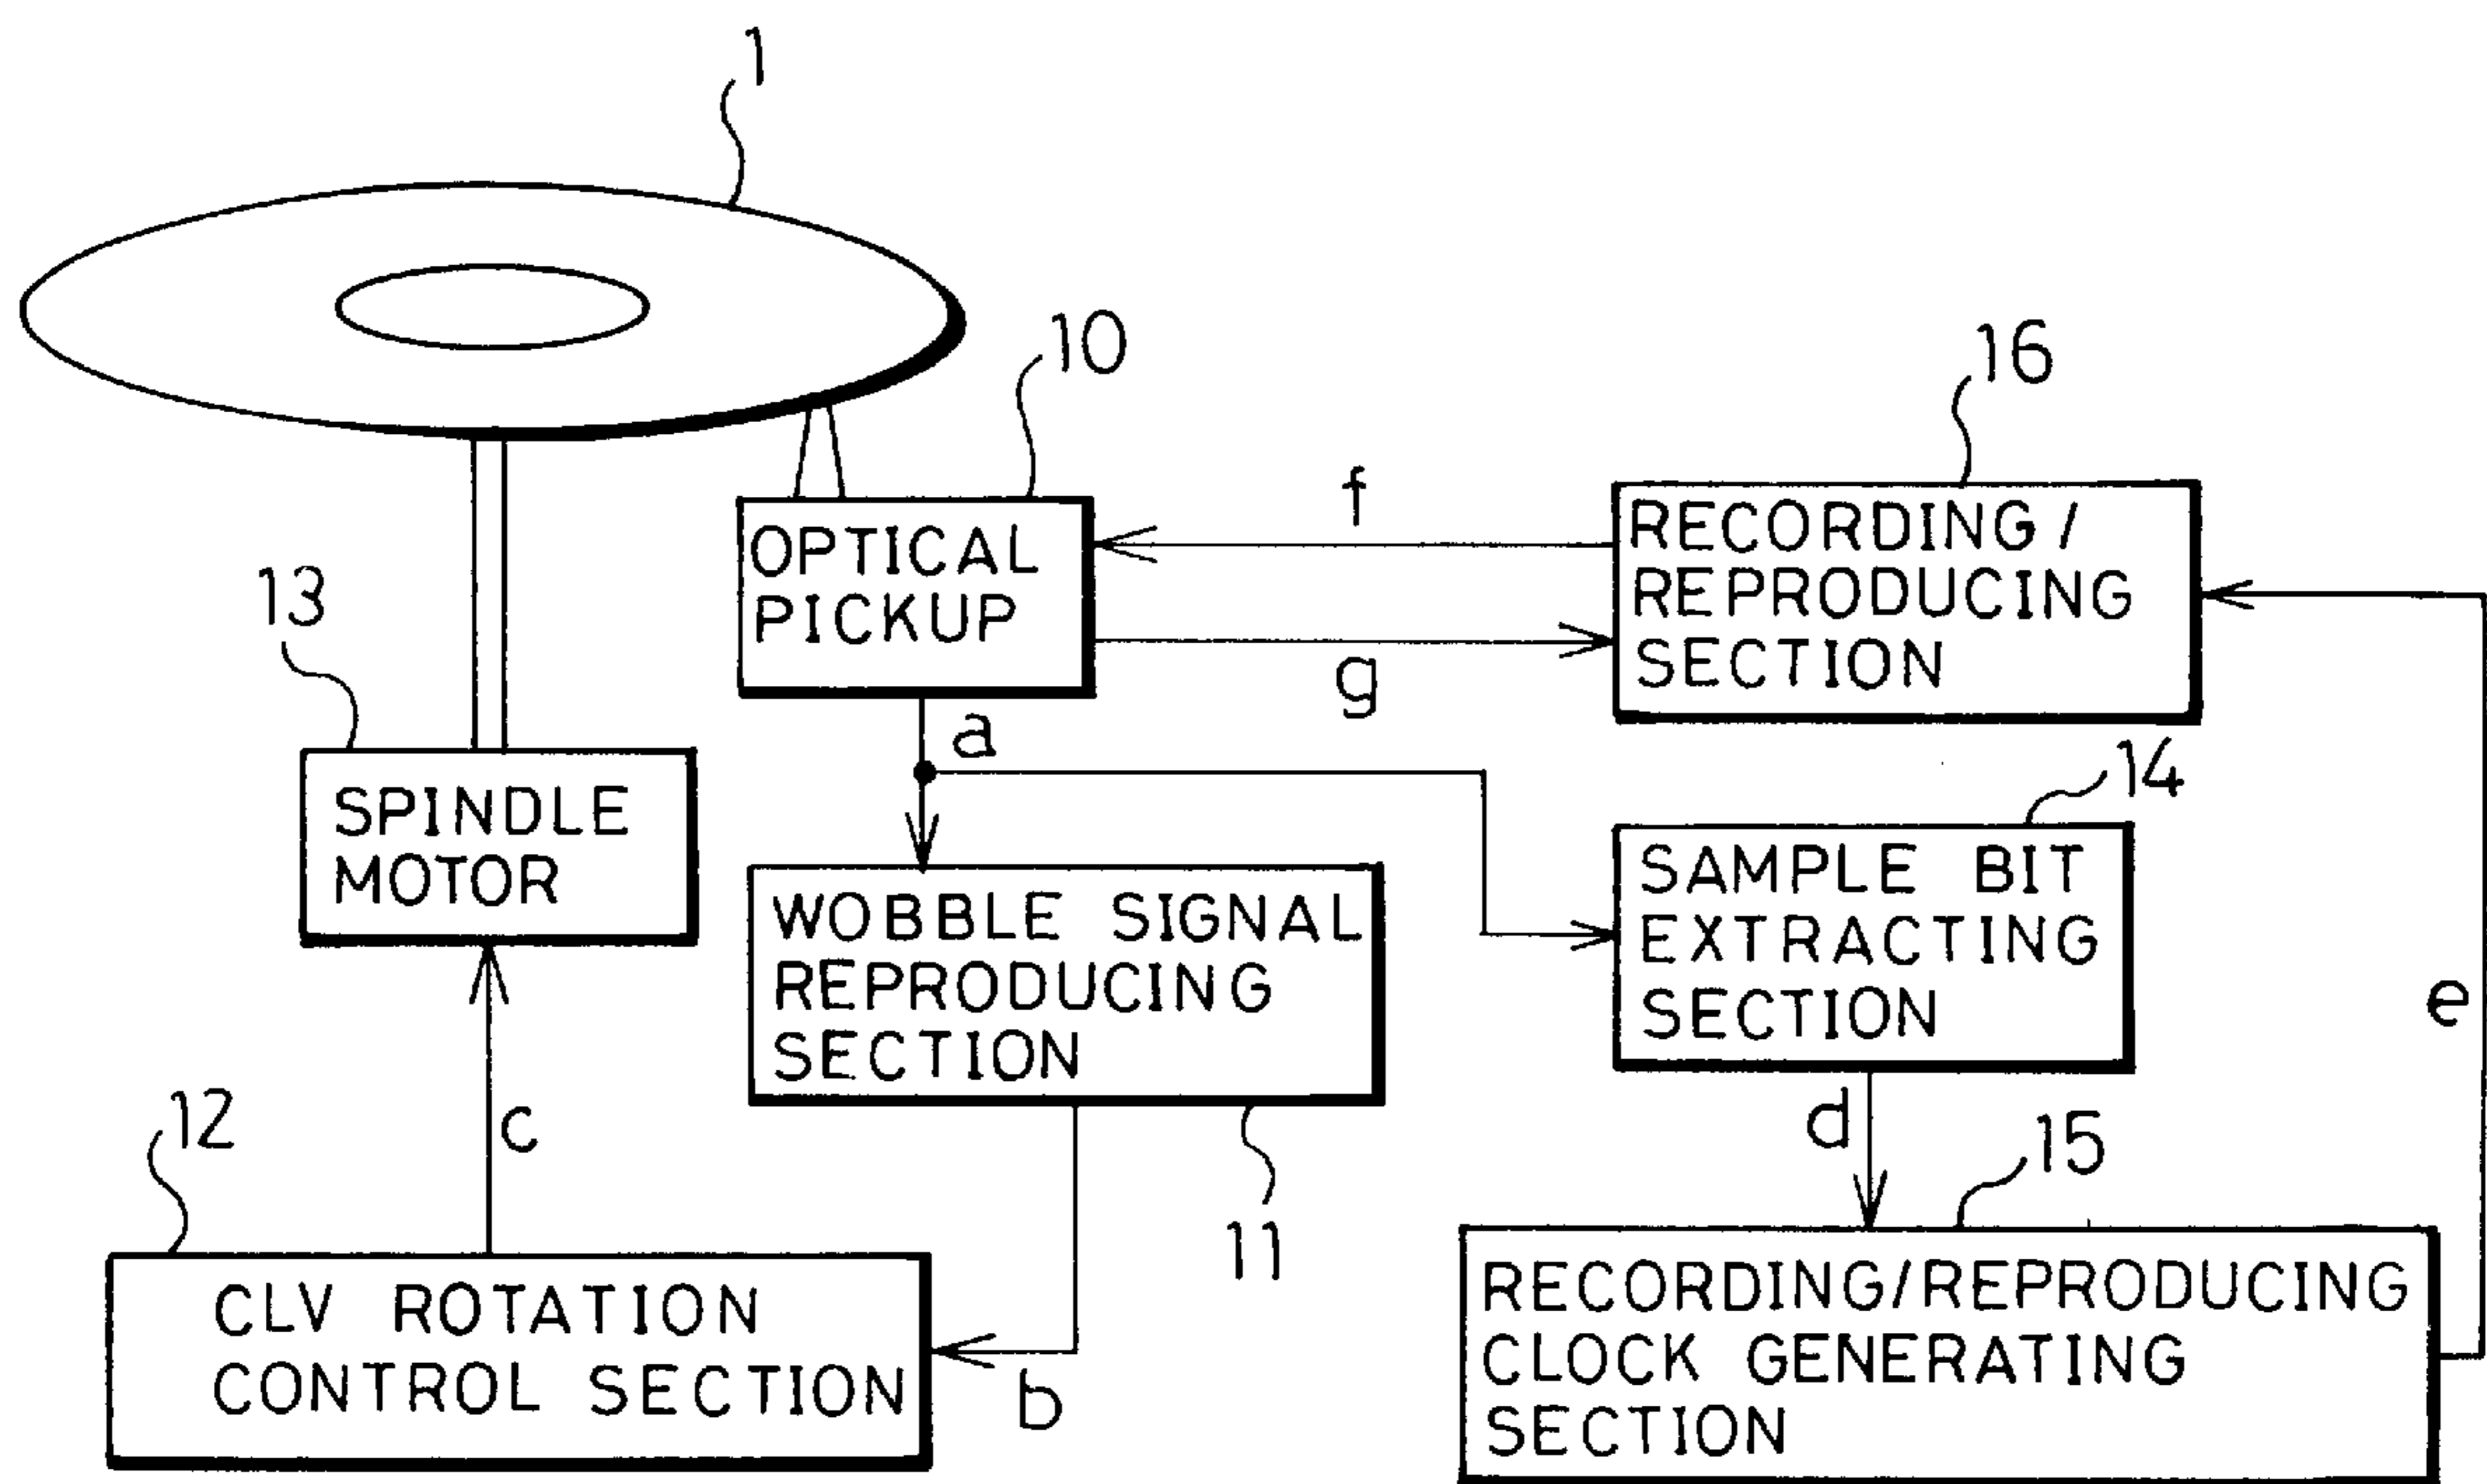 1
10
16
f
OPTICAL
PICKUP
RECORDING/
REPRODUCING
SECTION
13
g
a
14
SPINDLE
MOTOR
SAMPLE BIT
EXTRACTING
SECTION
WOBBLE SIGNAL
REPRODUCING
SECTION
e
12
c
d
15
11
CLV ROTATION
CONTROL SECTION
b
RECORDING/REPRODUCING
CLOCK GENERATING
SECTION